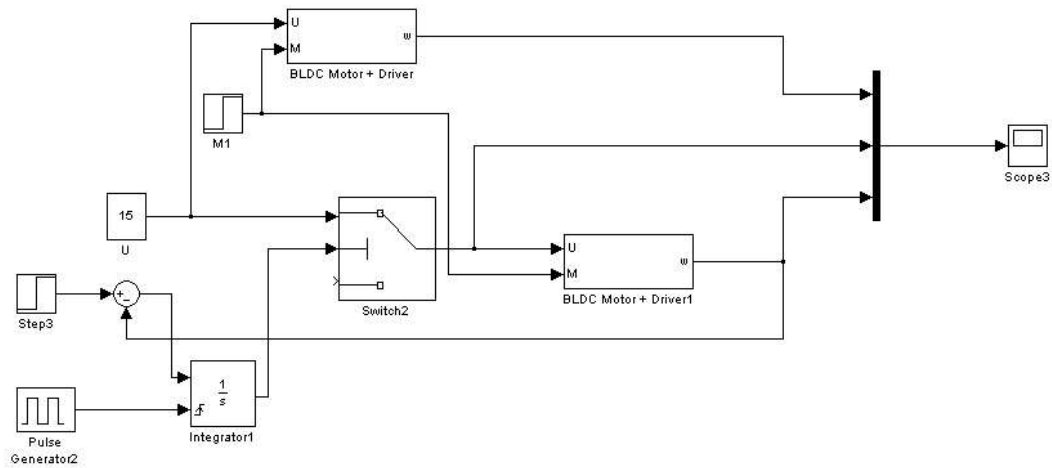 U
M
w
BLDC Motor + Driver
M1
Scope3
15
U
U
M
w
BLDC Motor + Driver1
Switch2
+
-
Step3
1
s
Integrator1
Pulse
Generator2